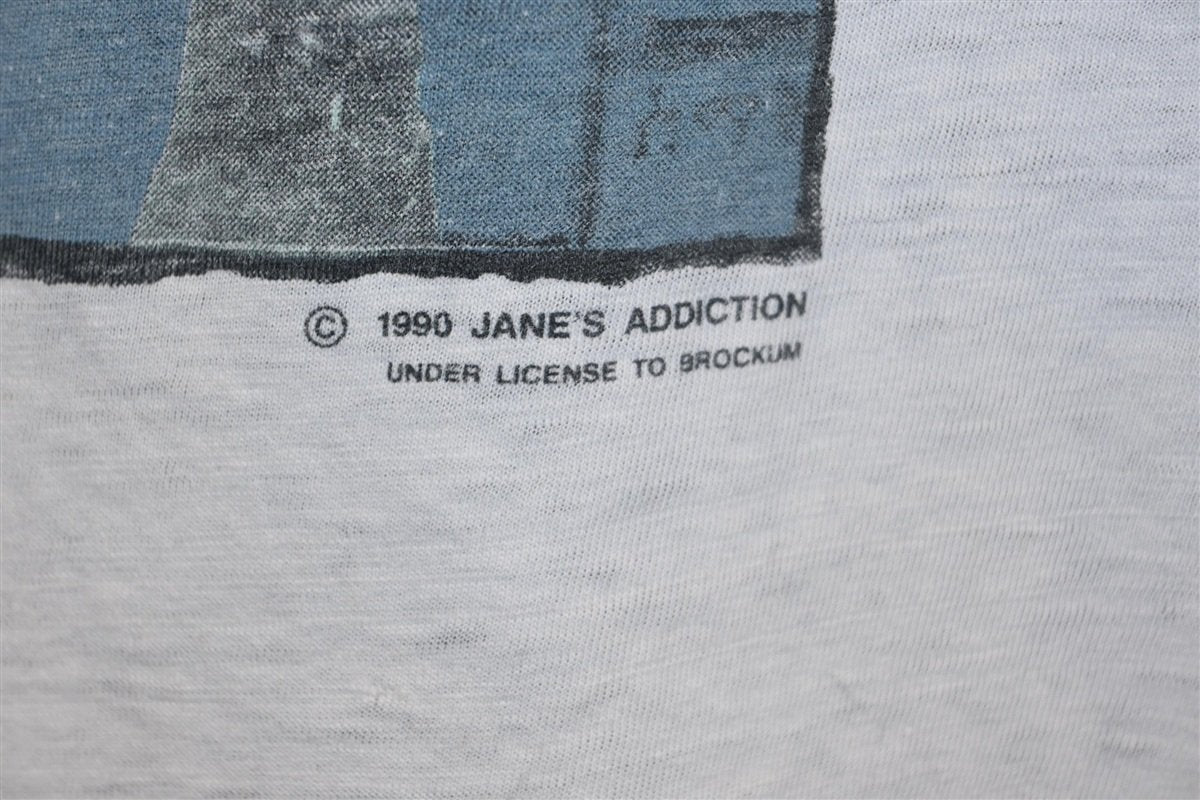 © 1990 JANE'S ADDICTION
UNDER LICENSE TO BROCKUM